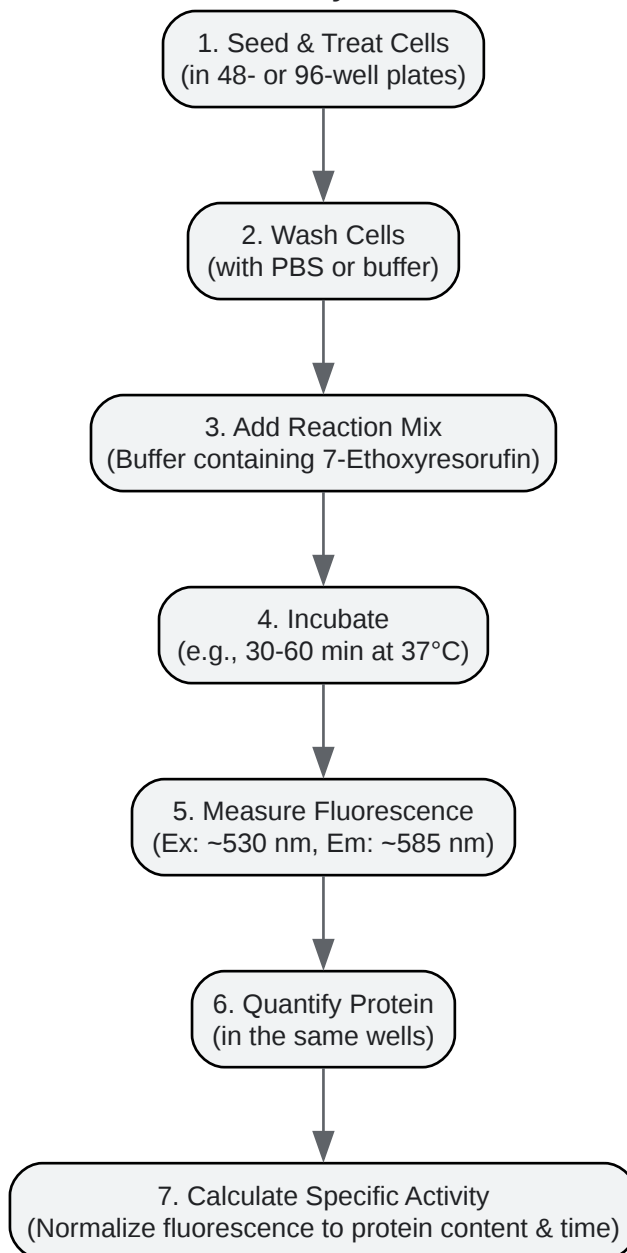 1. Seed & Treat Cells
(in 48- or 96-well plates)
2. Wash Cells
(with PBS or buffer)
3. Add Reaction Mix
(Buffer containing 7-Ethoxyresorufin)
4. Incubate
(e.g., 30-60 min at 37°C)
5. Measure Fluorescence
(Ex: ~530 nm, Em: ~585 nm)
6. Quantify Protein
(in the same wells)
7. Calculate Specific Activity
(Normalize fluorescence to protein content & time)